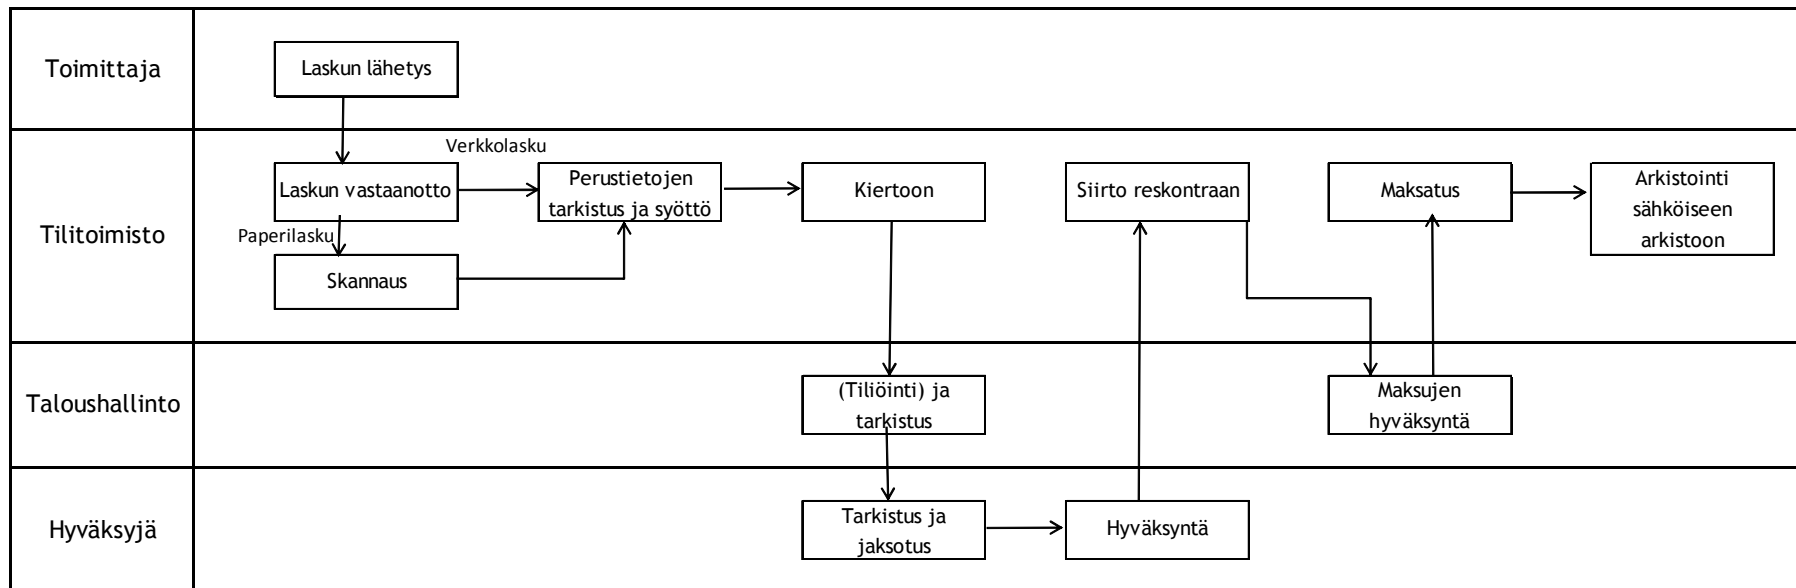 Toimittaja
Laskun lähetys
Tilitoimisto
Laskun vastaanotto
Verkkolasku
Perustietojen
tarkistus ja syöttö
Kiertoon
Siirto reskontraan
Maksatus
Arkistointi
sähköiseen
arkistoon
Paperilasku
Skannaus
Taloushallinto
(Tiliöinti) ja
tarkistus
Maksujen
hyväksyntä
Hyväksyjä
Tarkistus ja
jaksotus
Hyväksyntä